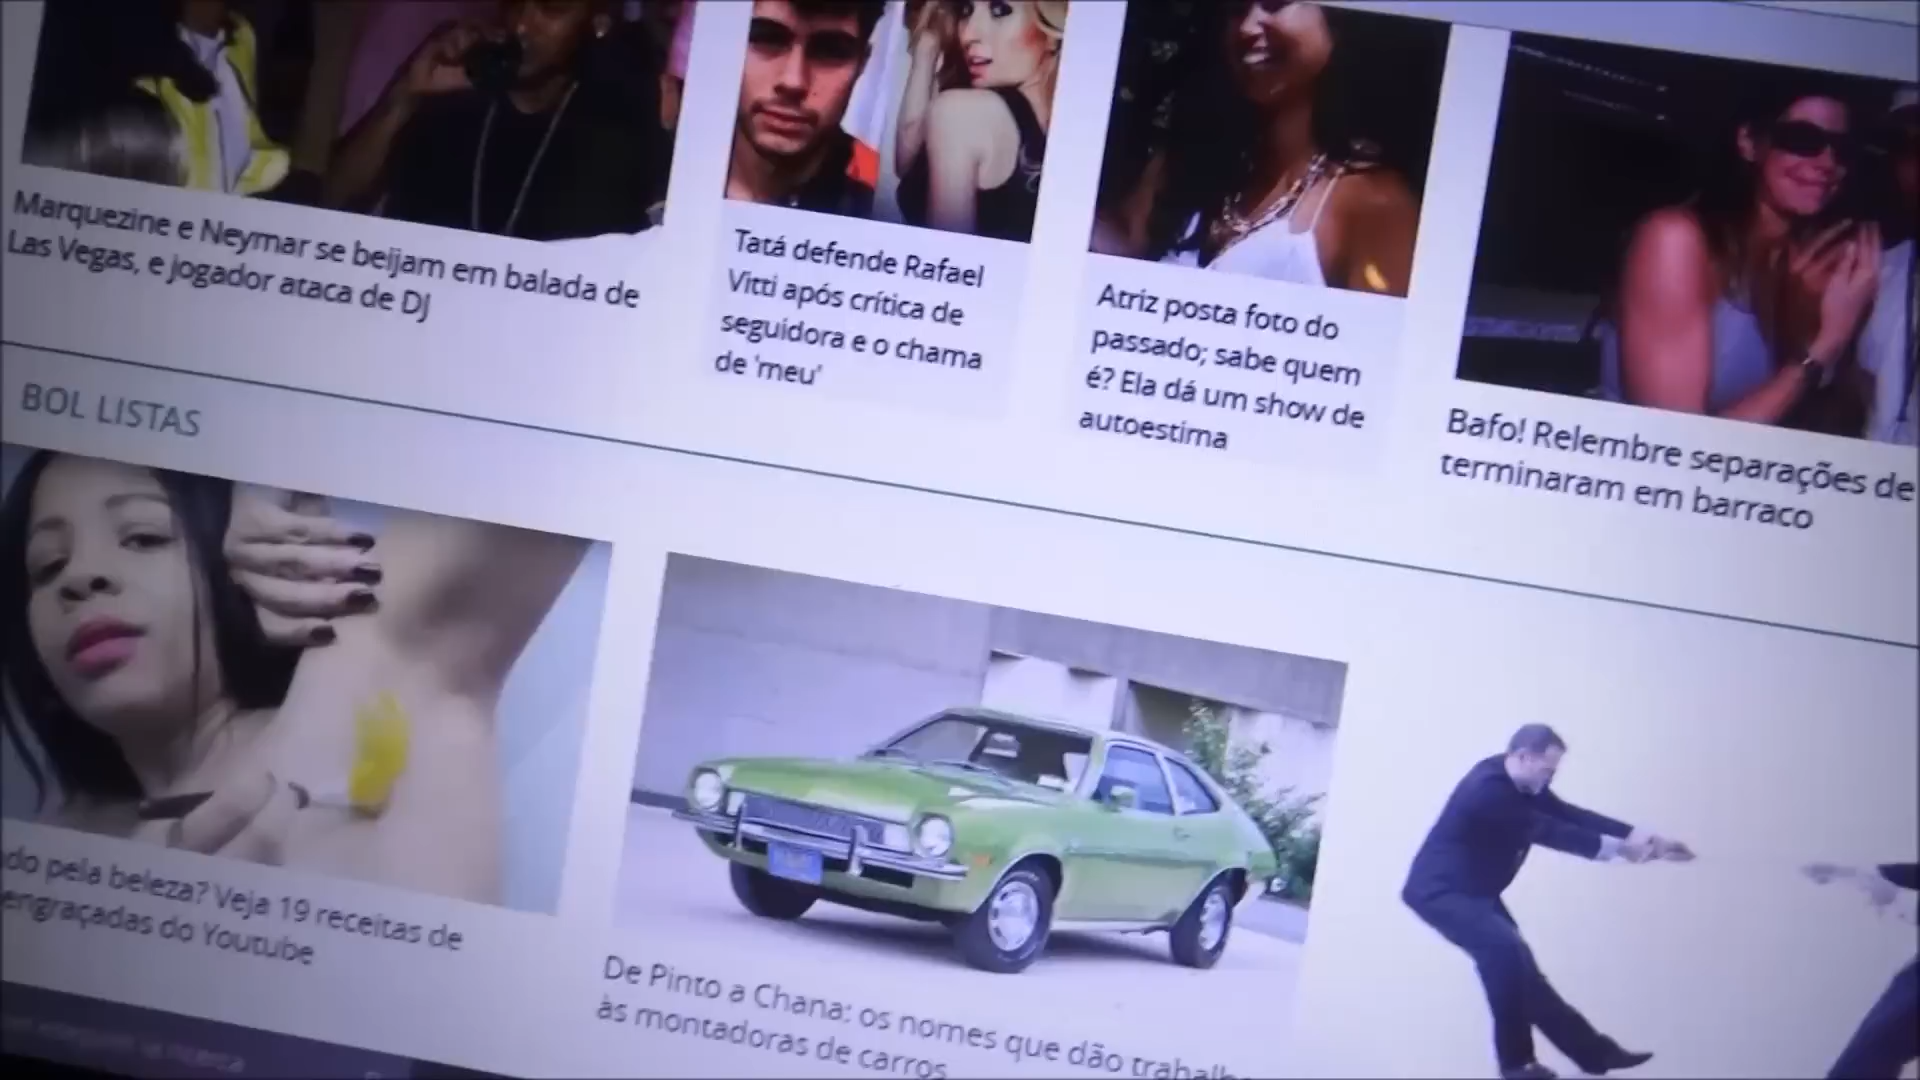 Marquezine e Neymar se beijam em balada de
Las Vegas, e jogador ataca de DJ
Tatá defende Rafael
Vitti após crítica de
seguidora e o chama
de 'meu'
Atriz posta foto do
passado; sabe quem
é? Ela dá um show de
autoestima
Bafo! Relembre separações de
terminaram em barraco
BOL LISTAS
pela beleza? Veja 19 receitas de
engraçadas do Youtube
De Pinto a Chana: os nomes que dão
às montadoras de carros